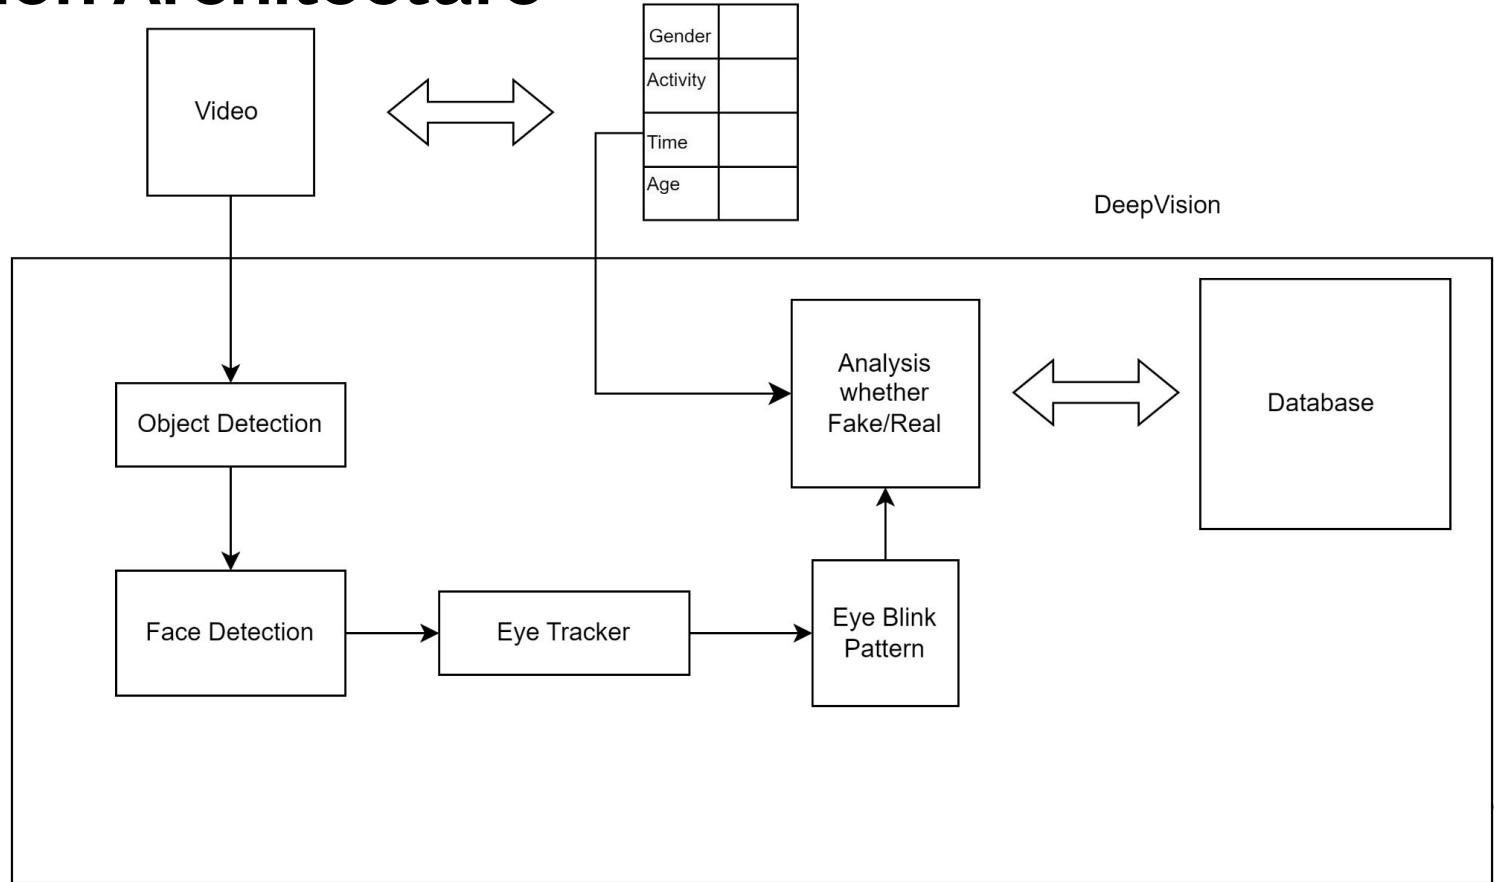 Architecture
Video
Gender
Activity
Time
Age
DeepVision
Object Detection
Analysis
whether
Fake/Real
Database
Face Detection
Eye Tracker
Eye Blink
Pattern